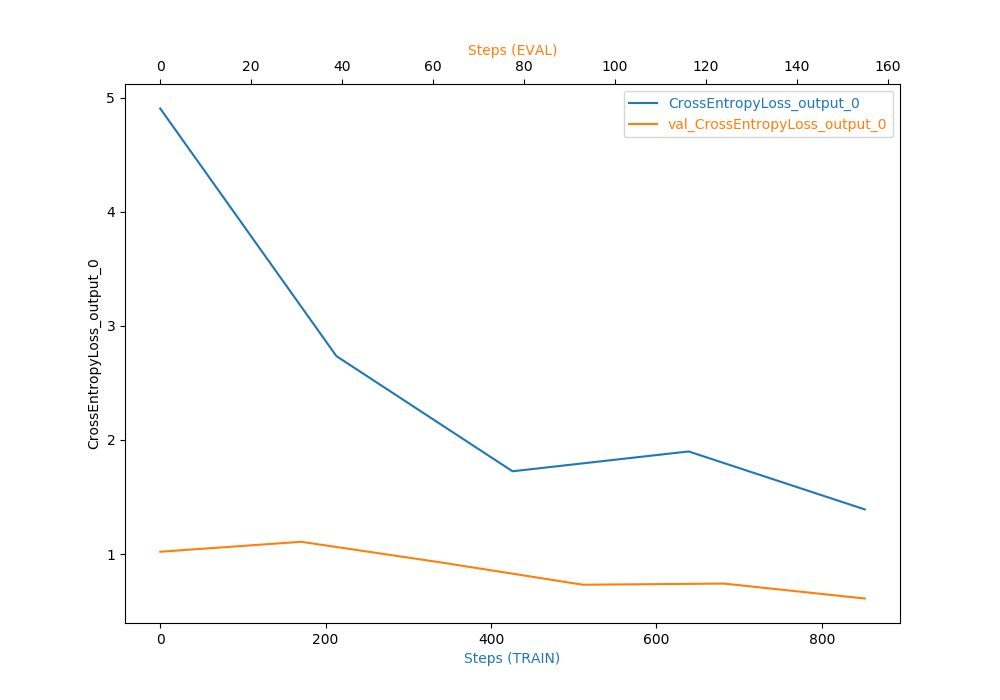 Steps (EVAL)
0 20 40 60 80 100 120 140 160
CrossEntropyLoss_output_0
val_CrossEntropyLoss_output_0
5
4
3
2
1
CrossEntropyLoss_output_0
0 200 400 600 800
Steps (TRAIN)